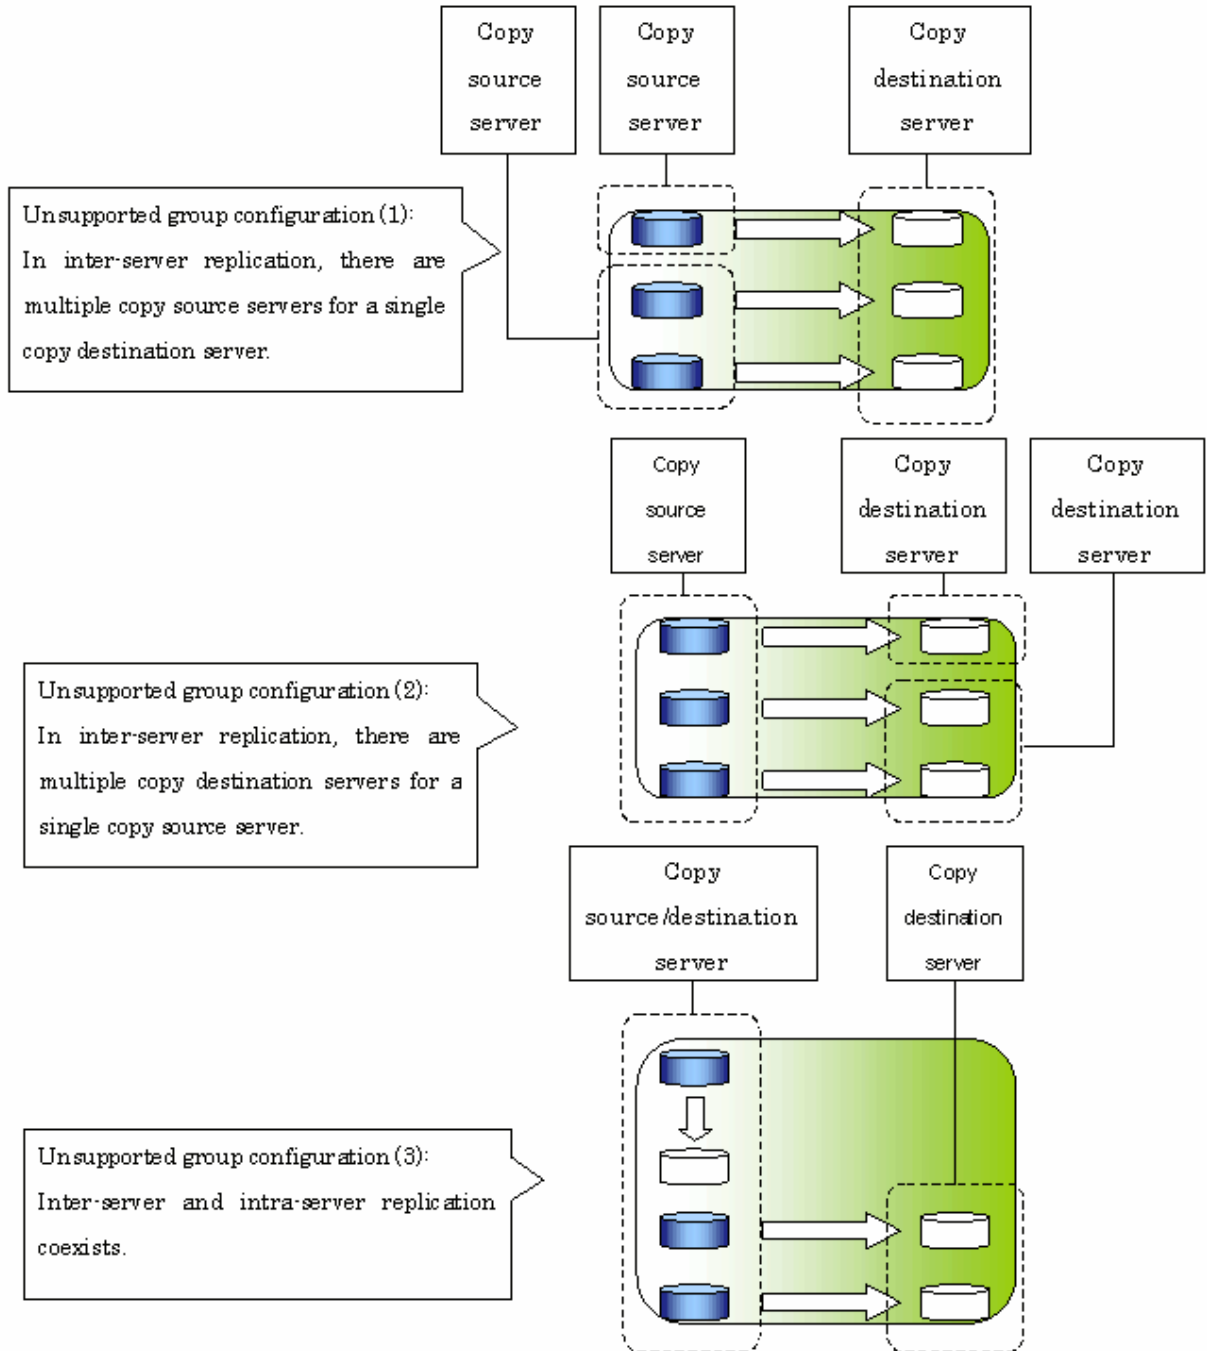 Copy
source
server
Copy
source
server
Copy
destination
server
Unsupported group configuration (1):
In inter-server replication, there are
multiple copy source servers for a single
copy destination server.
Copy
source
server
Copy
destination
server
Copy
destination
server
Unsupported group configuration (2):
In inter-server replication, there are
multiple copy destination servers for a
single copy source server.
Copy
source/destination
server
Copy
destination
server
Unsupported group configuration (3):
Inter-server and intra-server replication
coexists.